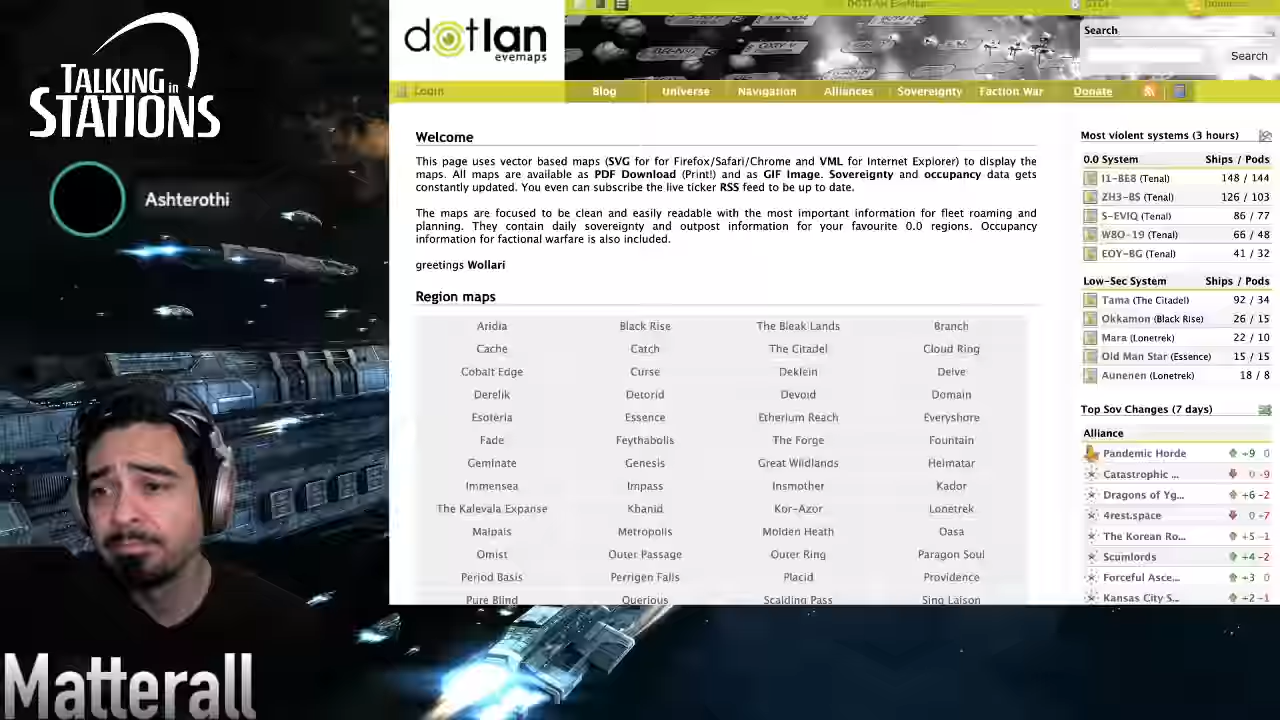 TALKING in
STATIONS
Ashterothi
Matterall
dotlan
evemaps
Search
Search
Login
Blog
Universe
Navigation
Alliances
Sovereignty
Faction War
Donate
Welcome
This page uses vector based maps (SVG for for Firefox/Safari/Chrome and VML for Internet Explorer) to display the
maps. All maps are available as PDF Download (Print!) and as GIF Image. Sovereignty and occupancy data gets
constantly updated. You even can subscribe the live ticker RSS feed to be up to date.
The maps are focused to be clean and easily readable with the most important information for fleet roaming and
planning. They contain daily sovereignty and outpost information for your favourite 0.0 regions. Occupancy
information for factional warfare is also included.
greetings Wollari
Region maps
Aridia Black Rise The Bleak Lands Branch
Cache Catch The Citadel Cloud Ring
Cobalt Edge Curse Deklein Delve
Derelik Detorid Devoid Domain
Esoteria Essence Etherium Reach Everyshore
Fade Feythabolis The Forge Fountain
Geminate Genesis Great Wildlands Heimatar
Immensea Impass Insmother Kador
The Kalevala Expanse Khanid Kor-Azor Lonetrek
Malpais Metropolis Molden Heath Oasa
Omist Outer Passage Outer Ring Paragon Soul
Period Basis Perrigen Falls Placid Providence
Pure Blind Querious Scalding Pass Sinq Laison
Most violent systems (3 hours)
0.0 System Ships / Pods
I1-BE8 (Tenal) 148 / 144
ZH3-BS (Tenal) 126 / 103
S-EVIQ (Tenal) 86 / 77
W8O-19 (Tenal) 66 / 48
EOY-BG (Tenal) 41 / 32
Low-Sec System Ships / Pods
Tama (The Citadel) 92 / 34
Okkamon (Black Rise) 26 / 15
Mara (Lonetrek) 22 / 10
Old Man Star (Essence) 15 / 15
Aunenen (Lonetrek) 18 / 8
Top Sov Changes (7 days)
Alliance
Pandemic Horde +9 0
Catastrophic ... 0 -9
Dragons of Yg... +6 -2
4rest.space 0 -7
The Korean Ro... +5 -1
Scumlords +4 -2
Forceful Asce... +3 0
Kansas City S... +2 -1